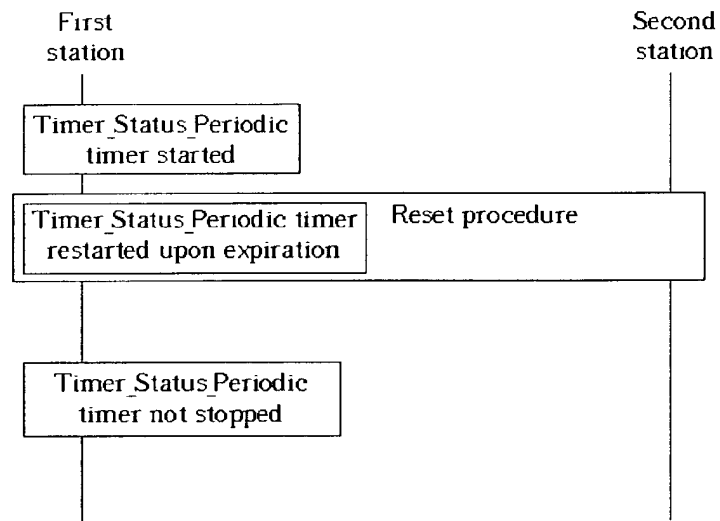 First
station
Second
station
Timer_Status_Periodic
timer started
Timer_Status_Periodic timer
restarted upon expiration
Reset procedure
Timer_Status_Periodic
timer not stopped